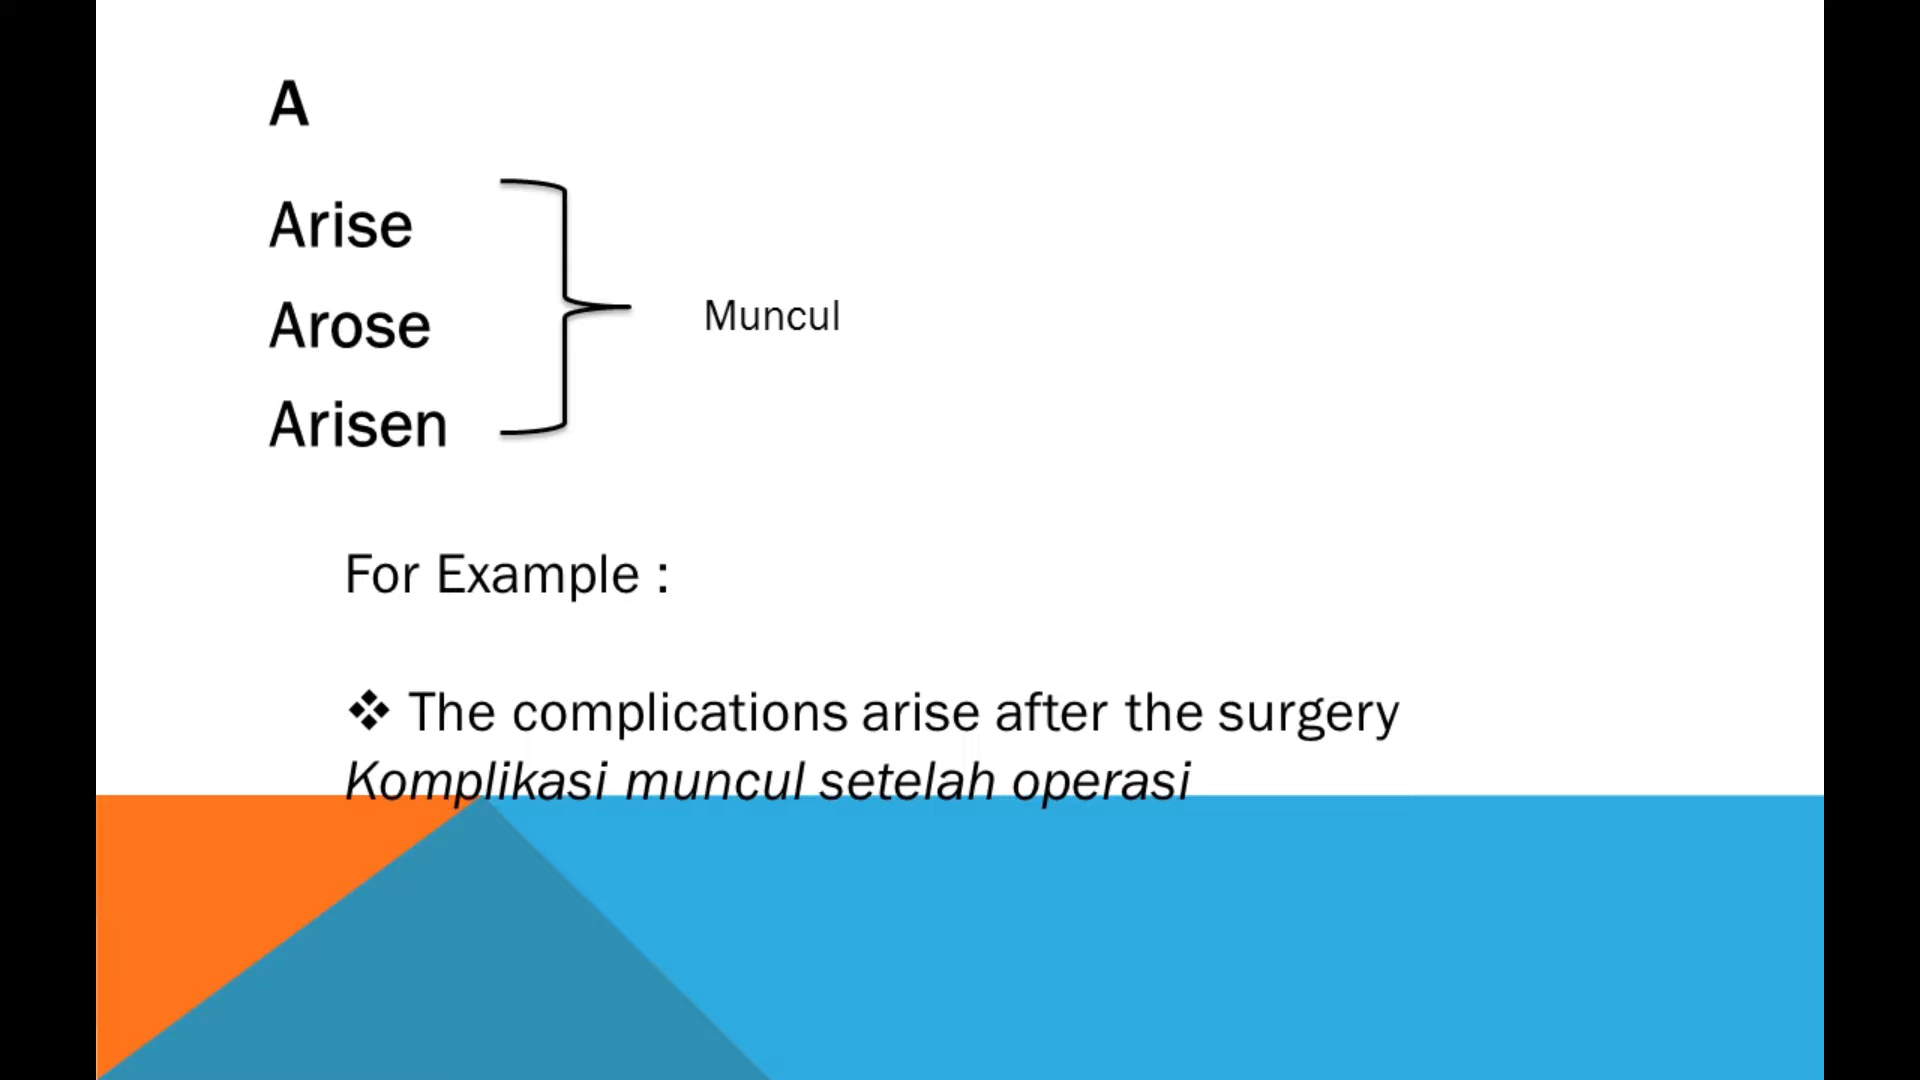 A
Arise
Arose
Arisen
Muncul
For Example :
❖ The complications arise after the surgery
Komplikasi muncul setelah operasi